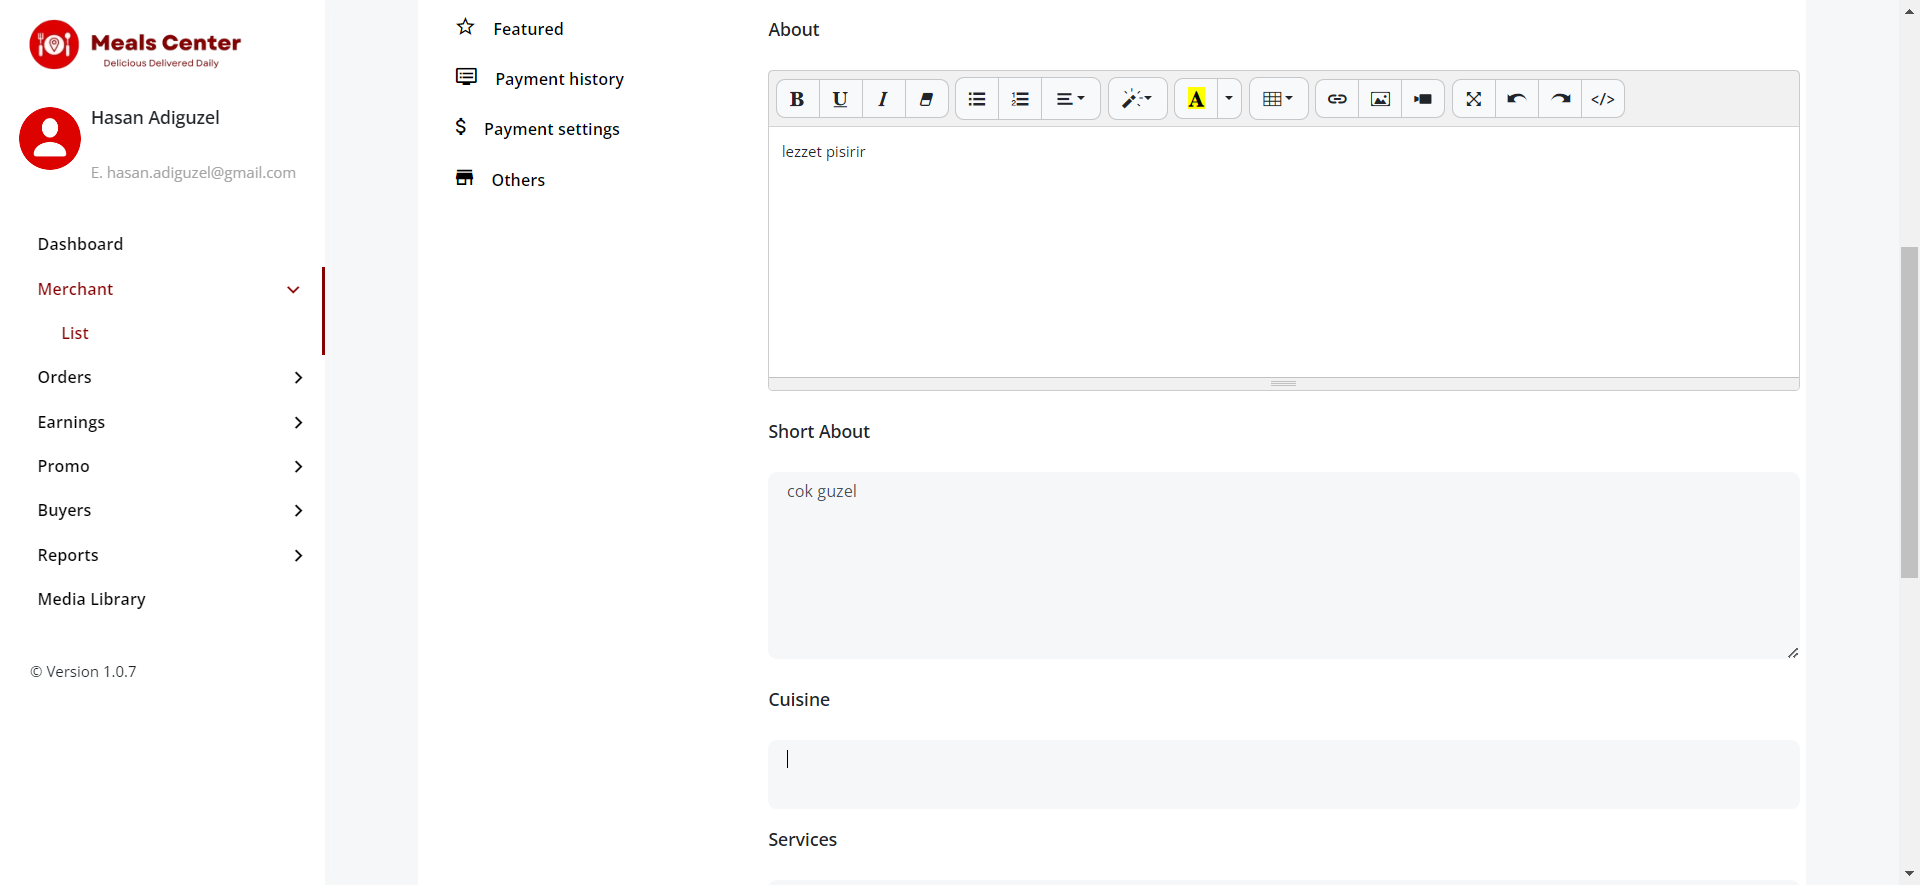 Meals Center
Delicious Delivered Daily
Hasan Adiguzel
E. hasan.adiguzel@gmail.com
Dashboard
Merchant
List
Orders
Earnings
Promo
Buyers
Reports
Media Library
© Version 1.0.7
Featured
Payment history
$ Payment settings
Others
About
B U I A </>
lezzet pisirir
Short About
cok guzel
Cuisine
Services